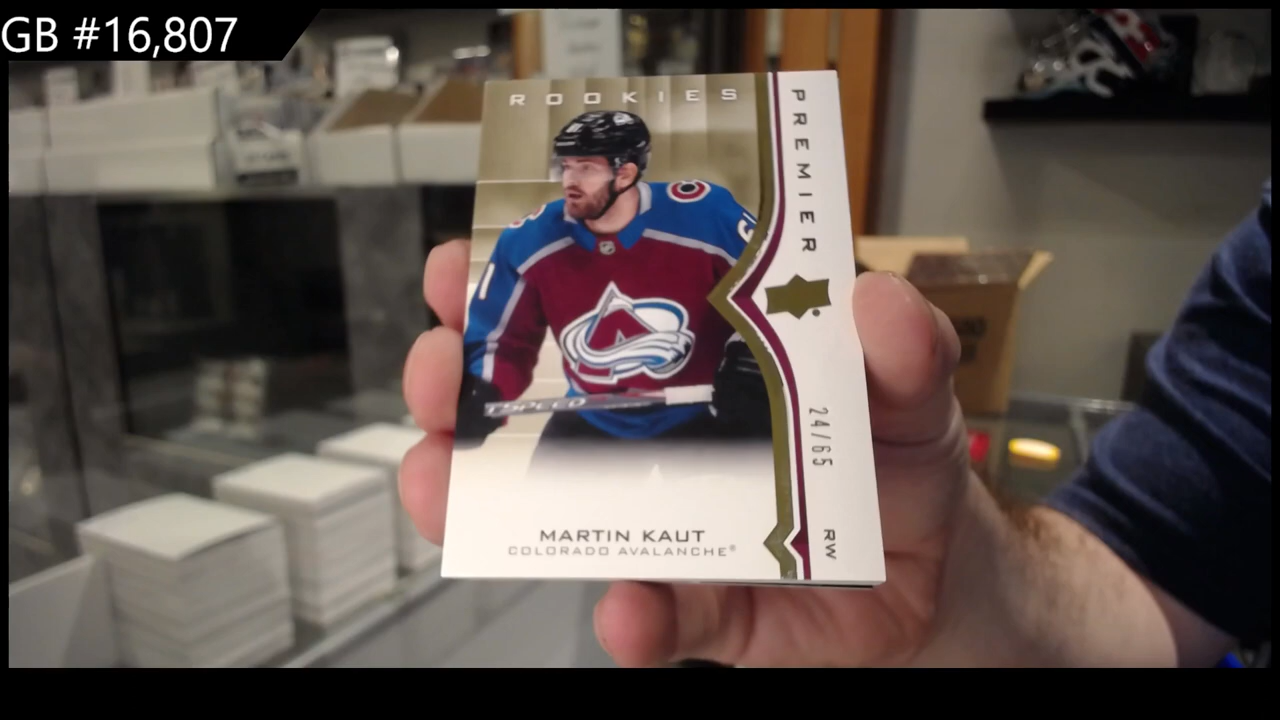 GB #16,807
ROOKIES
PREMIER
24/65
RW
MARTIN KAUT
COLORADO AVALANCHE®